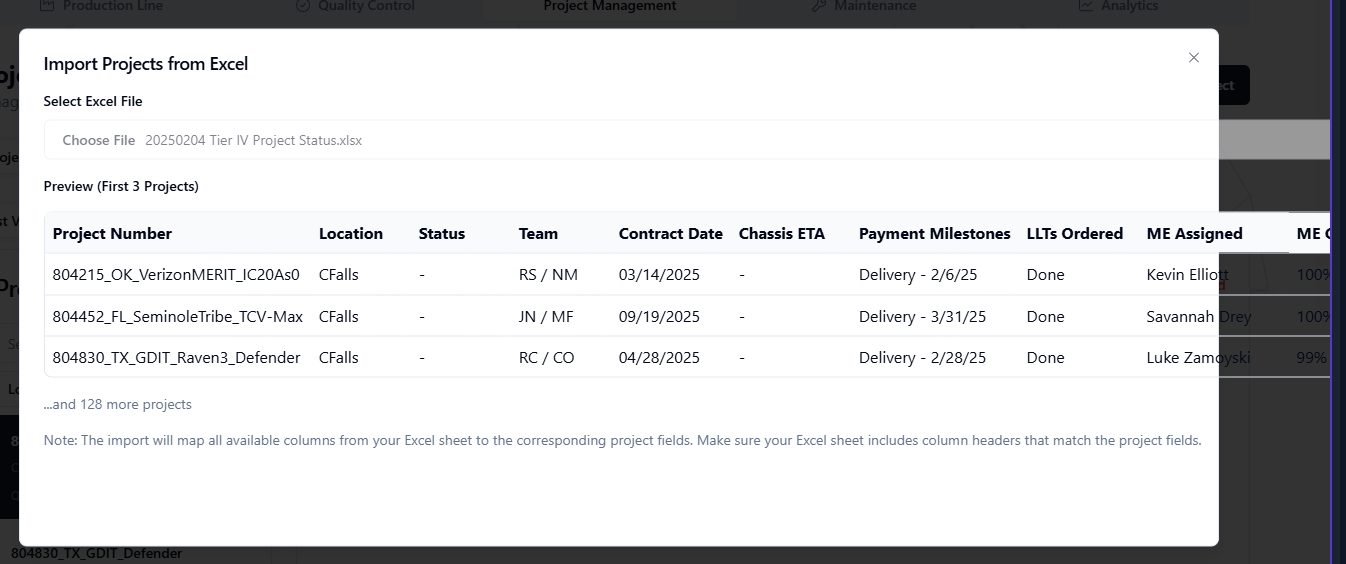 Production Line Quality Control Project Management Maintenance Analytics
Import Projects from Excel
Select Excel File
Choose File 20250204 Tier IV Project Status.xlsx
Preview (First 3 Projects)
Project Number Location Status Team Contract Date Chassis ETA Payment Milestones LLTs Ordered ME Assigned ME
804215_OK_VerizonMERIT_IC20As0 CFalls - RS / NM 03/14/2025 - Delivery - 2/6/25 Done Kevin Elliott 100%
804452_FL_SeminoleTribe_TCV-Max CFalls - JN / MF 09/19/2025 - Delivery - 3/31/25 Done Savannah Drey 100%
804830_TX_GDIT_Raven3_Defender CFalls - RC / CO 04/28/2025 - Delivery - 2/28/25 Done Luke Zamoyski 99%
...and 128 more projects
Note: The import will map all available columns from your Excel sheet to the corresponding project fields. Make sure your Excel sheet includes column headers that match the project fields.
804830_TX_GDIT_Defender